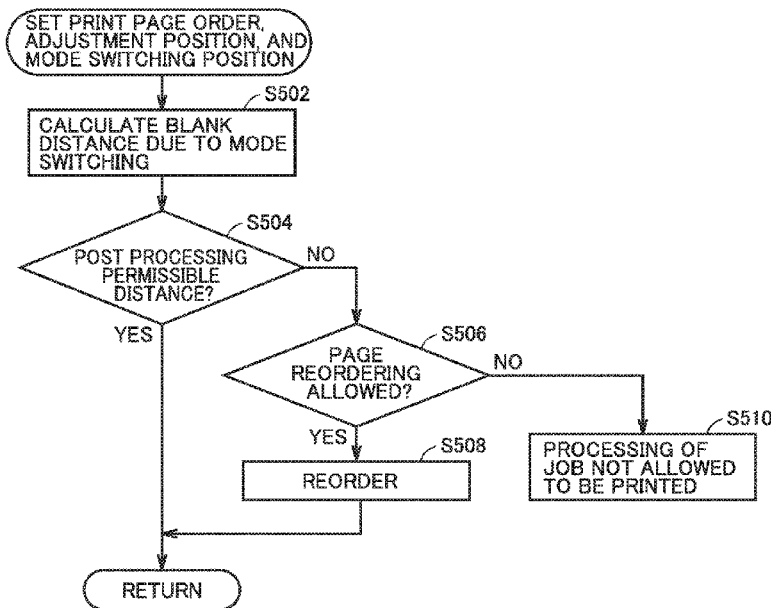 SET PRINT PAGE ORDER,
ADJUSTMENT POSITION, AND
MODE SWITCHING POSITION
S502
CALCULATE BLANK
DISTANCE DUE TO MODE
SWITCHING
S504
POST PROCESSING
PERMISSIBLE
DISTANCE?
NO
YES
S506
PAGE
REORDERING
ALLOWED?
NO
YES
S508
REORDER
S510
PROCESSING OF
JOB NOT ALLOWED
TO BE PRINTED
RETURN